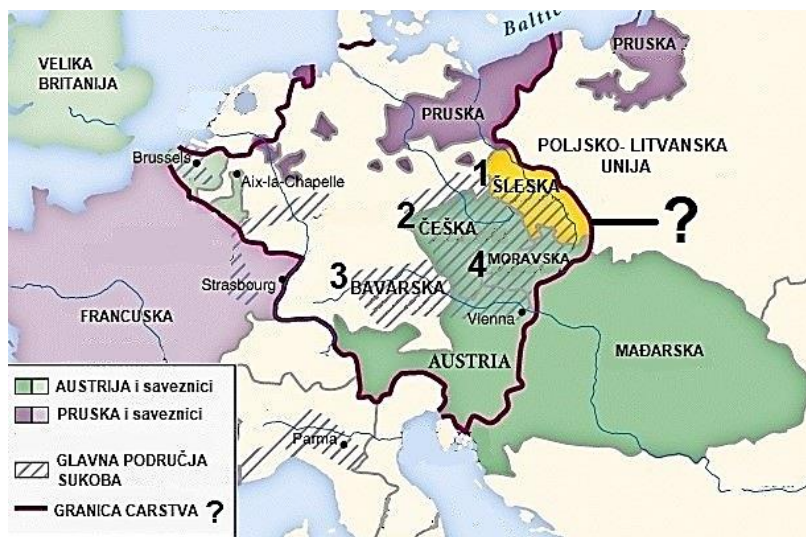 VELIKA
BRITANIJA
Baltic
PRUSKA
PRUSKA
POLJSKO- LITVANSKA
UNIJA
Brussels
Aix-la-Chapelle
1
ŠLESKA
?
2
ČEŠKA
4
MORAVSKA
3
BAVARSKA
Strasbourg
FRANCUSKA
Vienna
AUSTRIA
MAĐARSKA
Parma
AUSTRIJA i saveznici
PRUSKA i saveznici
GLAVNA PODRUČJA
SUKOBA
GRANICA CARSTVA ?